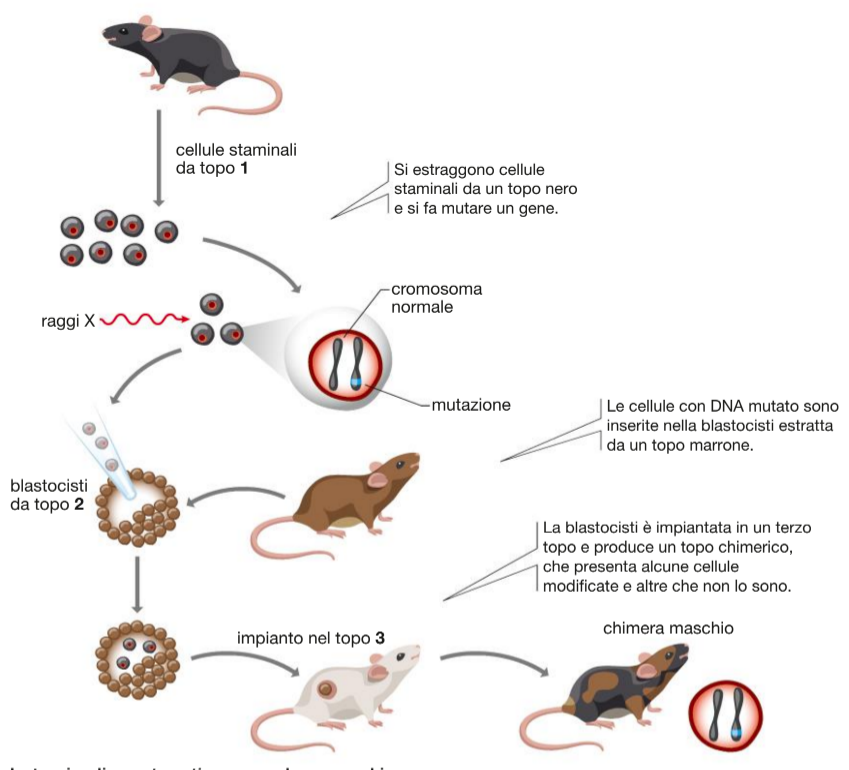 cellule staminali
da topo 1
Si estraggono cellule
staminali da un topo nero
e si fa mutare un gene.
cromosoma
normale
raggi X
mutazione
Le cellule con DNA mutato sono
inserite nella blastocisti estratta
da un topo marrone.
blastocisti
da topo 2
La blastocisti è impiantata in un terzo
topo e produce un topo chimerico,
che presenta alcune cellule
modificate e altre che non lo sono.
impianto nel topo 3
chimera maschio